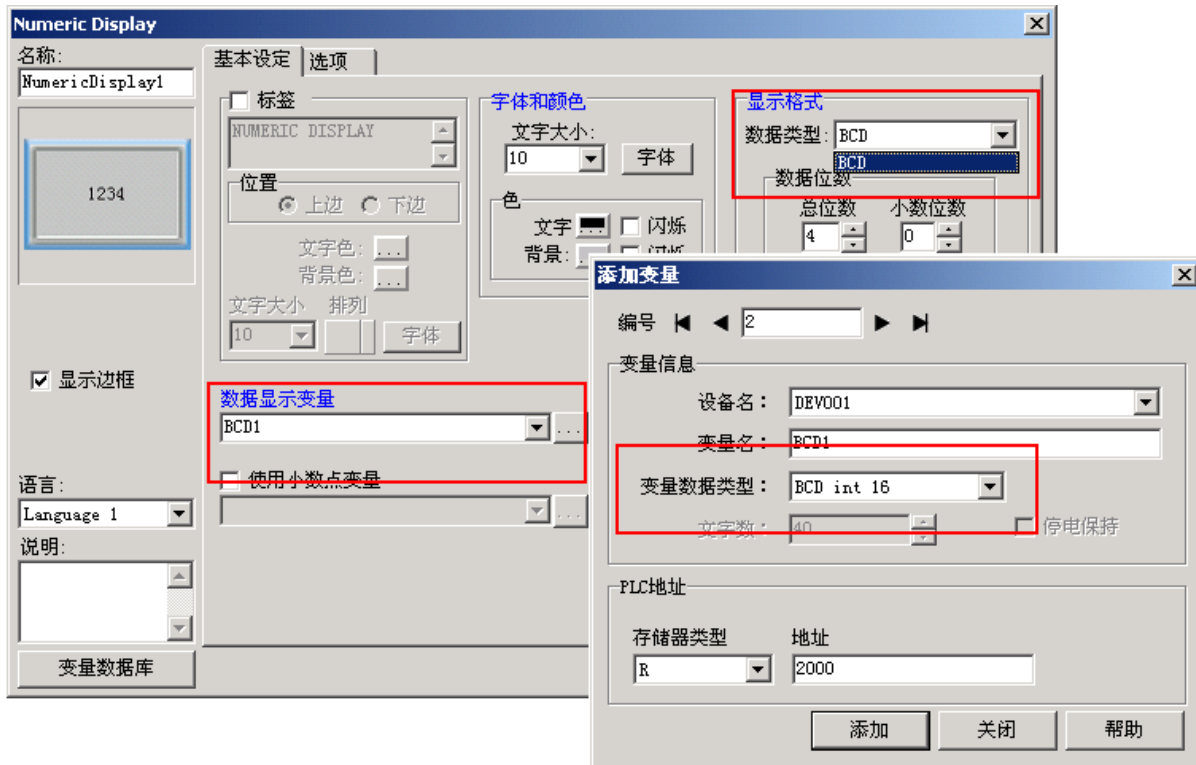 Numeric Display
名称:
NumericDisplay1
1234
显示边框
语言:
Language 1
说明:
变量数据库
基本设定
选项
标签
NUMERIC DISPLAY
位置
上边
下边
文字色:
...
背景色:
...
文字大小
排列
10
字体
字体和颜色
文字大小:
10
字体
色
文字
...
闪烁
背景:
显示格式
数据类型:
BCD
BCD
数据位数
总位数
小数位数
4
0
数据显示变量
BCD1
...
使用小数点变量
...
添加变量
编号
2
变量信息
设备名：
DEV001
变量名：
BCD1
变量数据类型：
BCD int 16
文字数：
40
停电保持
PLC地址
存储器类型
地址
R
2000
添加
关闭
帮助